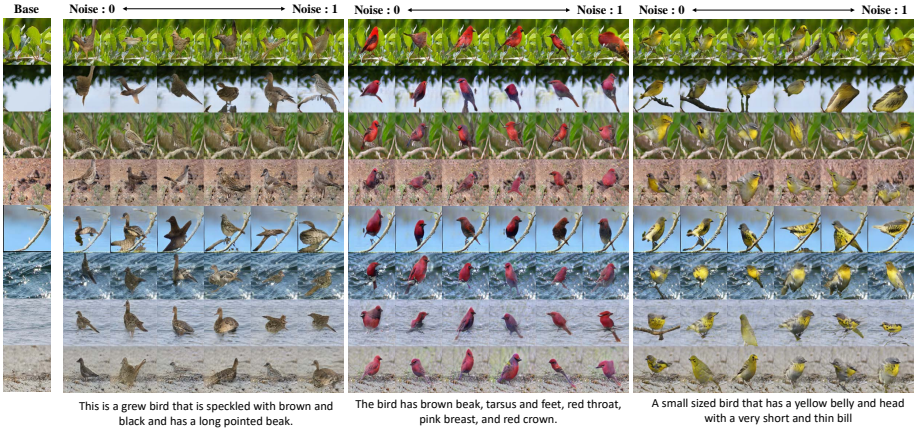 Base Noise : 0 Noise : 1 Noise : 0 Noise : 1 Noise : 0 Noise : 1
This is a grew bird that is speckled with brown and
black and has a long pointed beak.
The bird has brown beak, tarsus and feet, red throat,
pink breast, and red crown.
A small sized bird that has a yellow belly and head
with a very short and thin bill